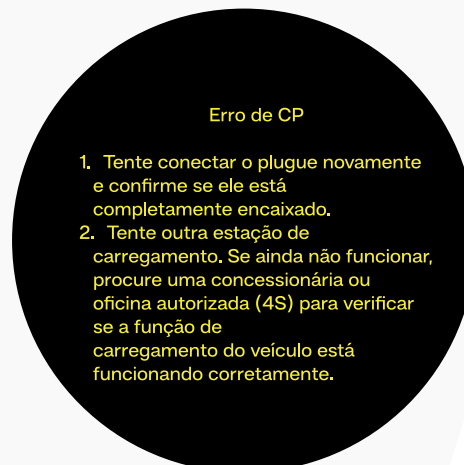 Erro de CP
1. Tente conectar o plugue novamente
e confirme se ele está
completamente encaixado.
2. Tente outra estação de
carregamento. Se ainda não funcionar,
procure uma concessionária ou
oficina autorizada (4S) para verificar
se a função de
carregamento do veículo está
funcionando corretamente.